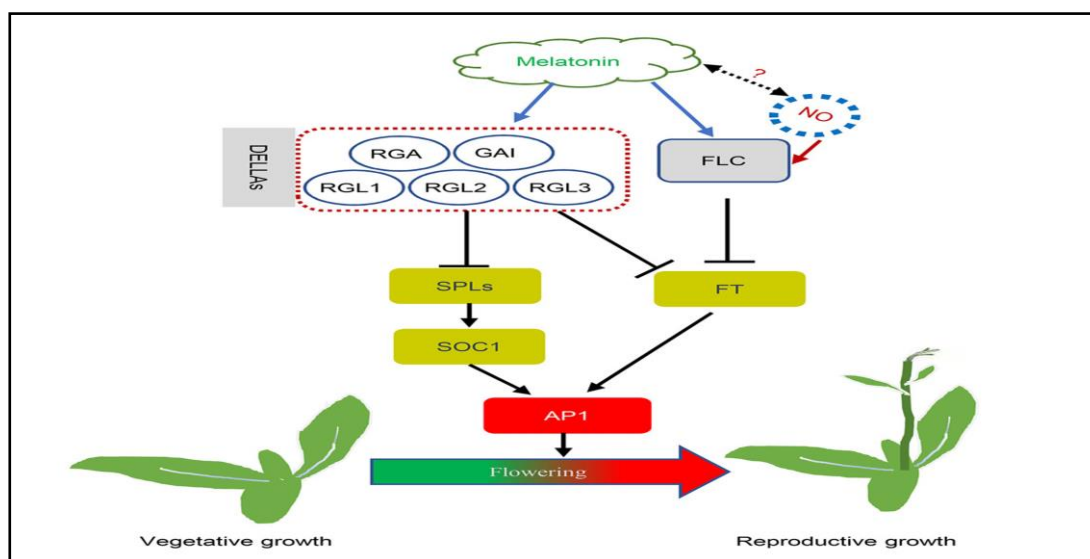 Melatonin
?
NO
DELLAs
RGA GAI
RGL1 RGL2 RGL3
FLC
SPLs
FT
SOC1
AP1
Flowering
Vegetative growth
Reproductive growth